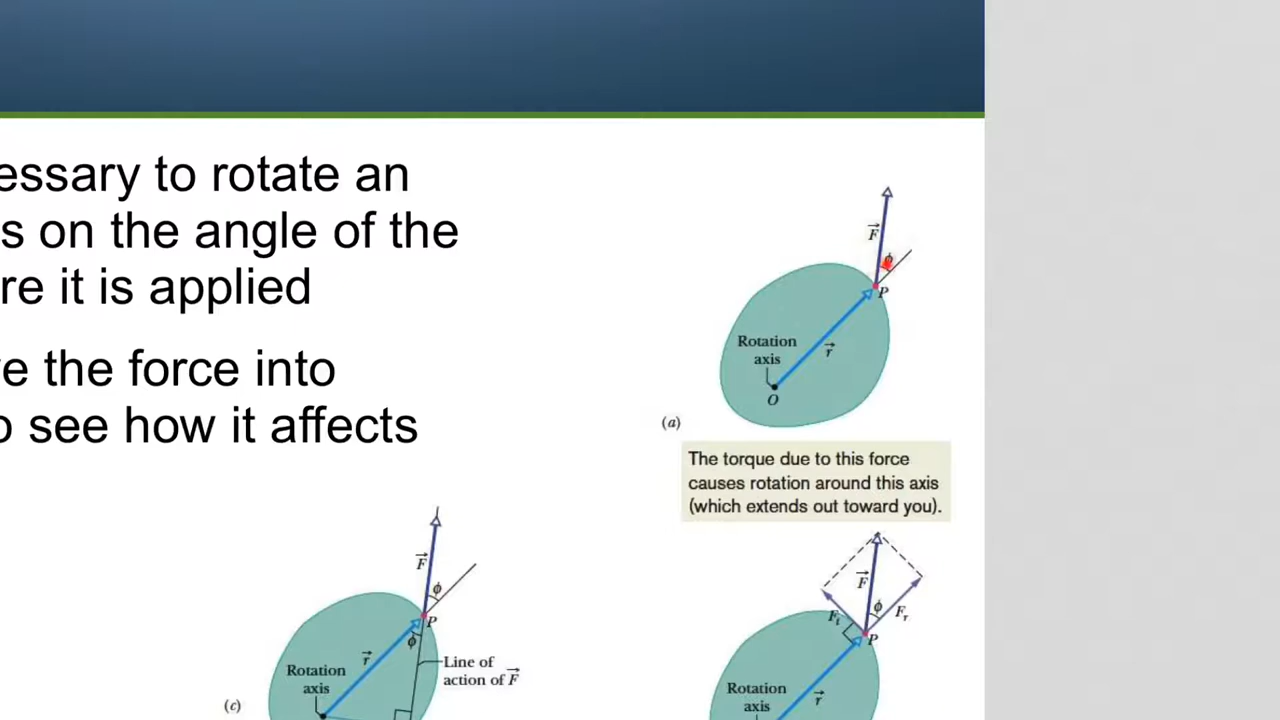 essary to rotate an
s on the angle of the
re it is applied
e the force into
o see how it affects
F
ϕ
P
Rotation
axis
r
O
(a)
The torque due to this force
causes rotation around this axis
(which extends out toward you).
F
ϕ
P
ϕ
r
Rotation
axis
Line of
action of F
(c)
F
ϕ
Fr
Ft
P
Rotation
axis
r